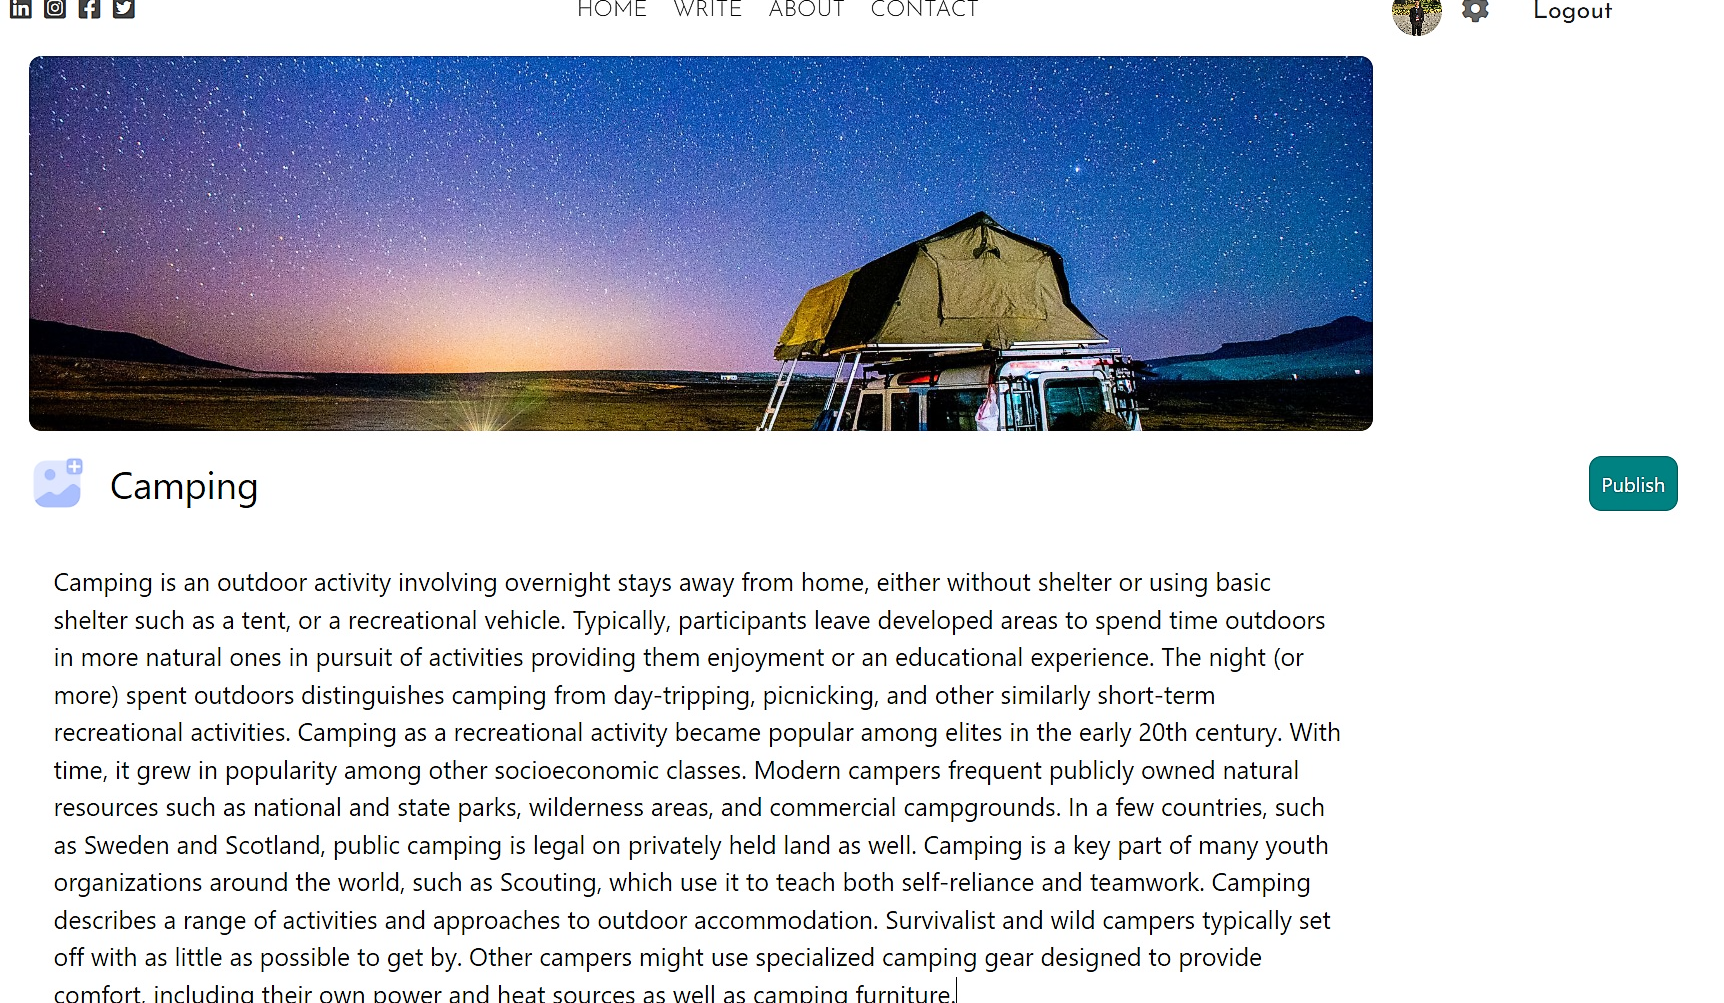 HOME WRITE ABOUT CONTACT
Logout
Camping
Publish
Camping is an outdoor activity involving overnight stays away from home, either without shelter or using basic
shelter such as a tent, or a recreational vehicle. Typically, participants leave developed areas to spend time outdoors
in more natural ones in pursuit of activities providing them enjoyment or an educational experience. The night (or
more) spent outdoors distinguishes camping from day-tripping, picnicking, and other similarly short-term
recreational activities. Camping as a recreational activity became popular among elites in the early 20th century. With
time, it grew in popularity among other socioeconomic classes. Modern campers frequent publicly owned natural
resources such as national and state parks, wilderness areas, and commercial campgrounds. In a few countries, such
as Sweden and Scotland, public camping is legal on privately held land as well. Camping is a key part of many youth
organizations around the world, such as Scouting, which use it to teach both self-reliance and teamwork. Camping
describes a range of activities and approaches to outdoor accommodation. Survivalist and wild campers typically set
off with as little as possible to get by. Other campers might use specialized camping gear designed to provide
comfort, including their own power and heat sources as well as camping furniture.